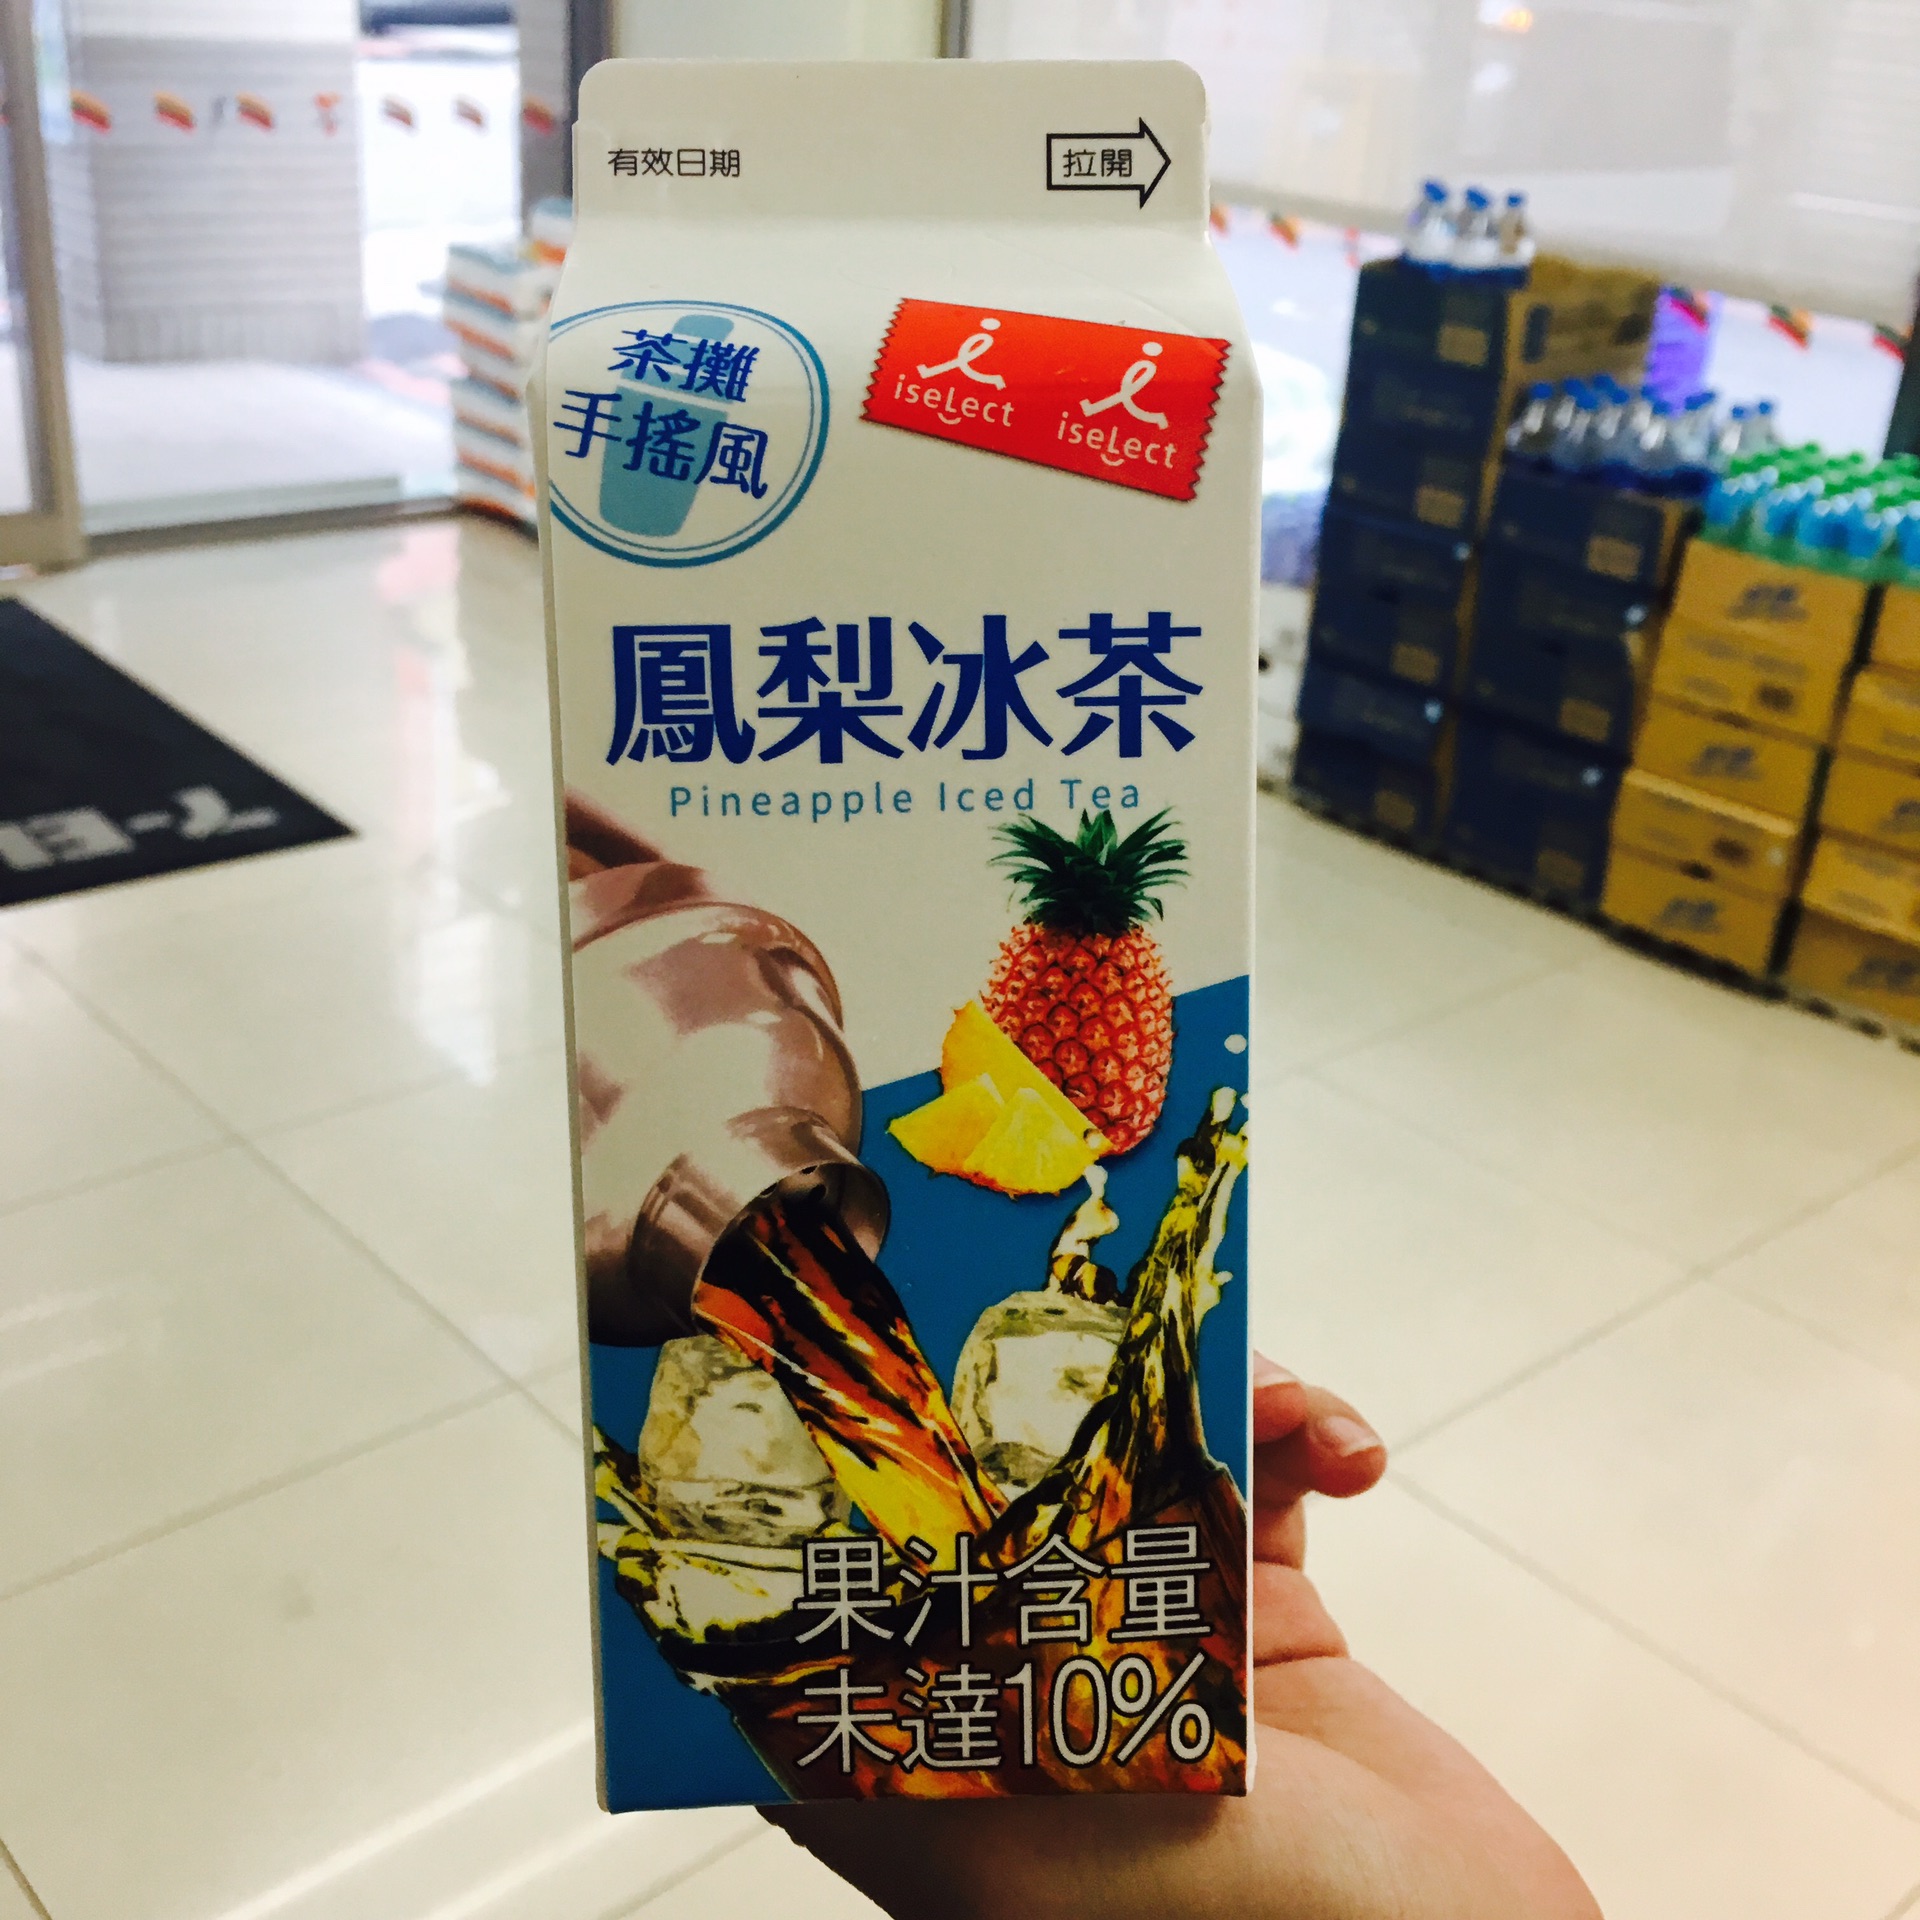 有效日期
拉開
茶攤
手搖風
iseLect
iseLect
鳳梨冰茶
Pineapple Iced Tea
果汁含量
未達10%